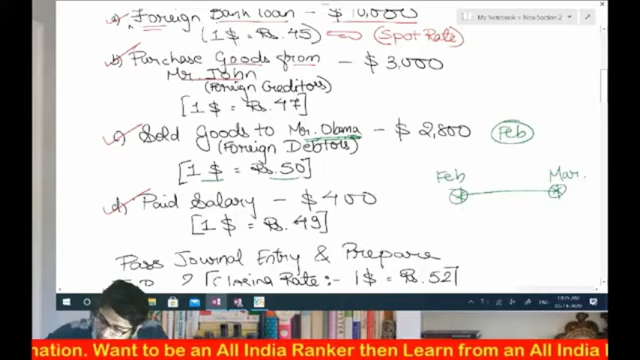 a) Foreign Bank loan - $ 10,000
(1 $ = Rs. 45) (Spot Rate)
b) Purchase Goods from - $ 3,000
Mr. John
(Foreign Creditors)
[1 $ = Rs. 47]
c) Sold Goods to Mr. Obama - $ 2,800 Feb
(Foreign Debtors)
[1 $ = Rs. 50]
Feb Mar.
d) Paid Salary - $ 400
[1 $ = Rs. 49]
Pass Journal Entry & Prepare
? [Closing Rate :- 1 $ = Rs. 52]
My Notebook » New Section 2
ENG
mation. Want to be an All India Ranker then Learn from an All India